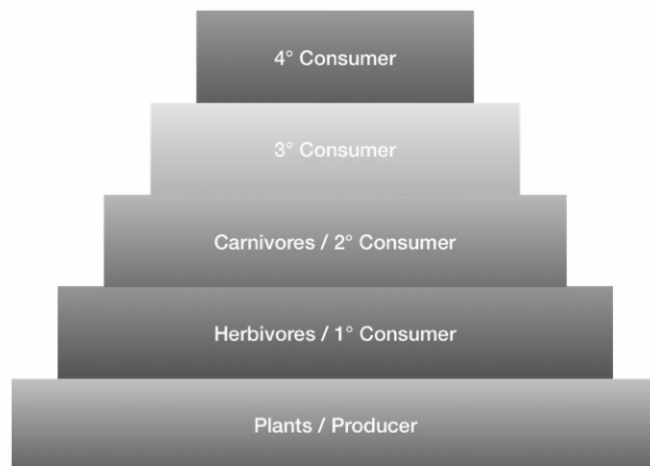 4° Consumer
3° Consumer
Carnivores / 2° Consumer
Herbivores / 1° Consumer
Plants / Producer